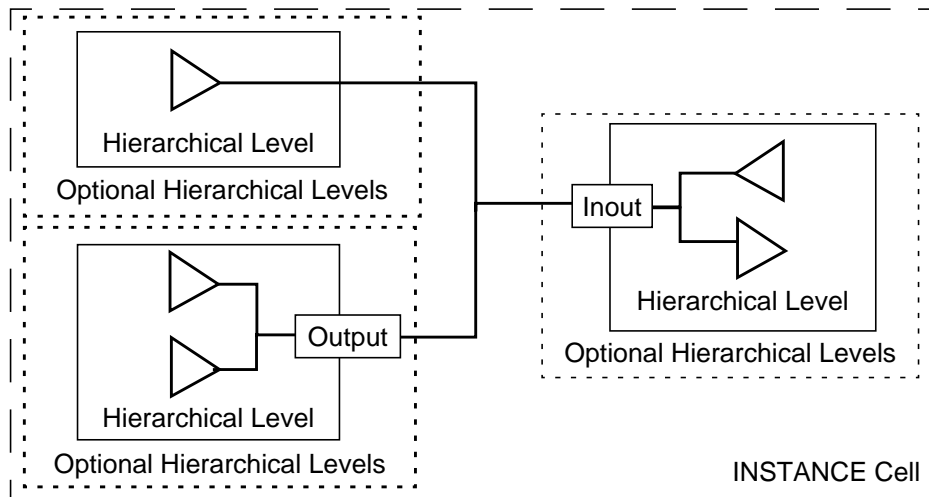 Hierarchical Level
Optional Hierarchical Levels
Output
Hierarchical Level
Optional Hierarchical Levels
Inout
Hierarchical Level
Optional Hierarchical Levels
INSTANCE Cell